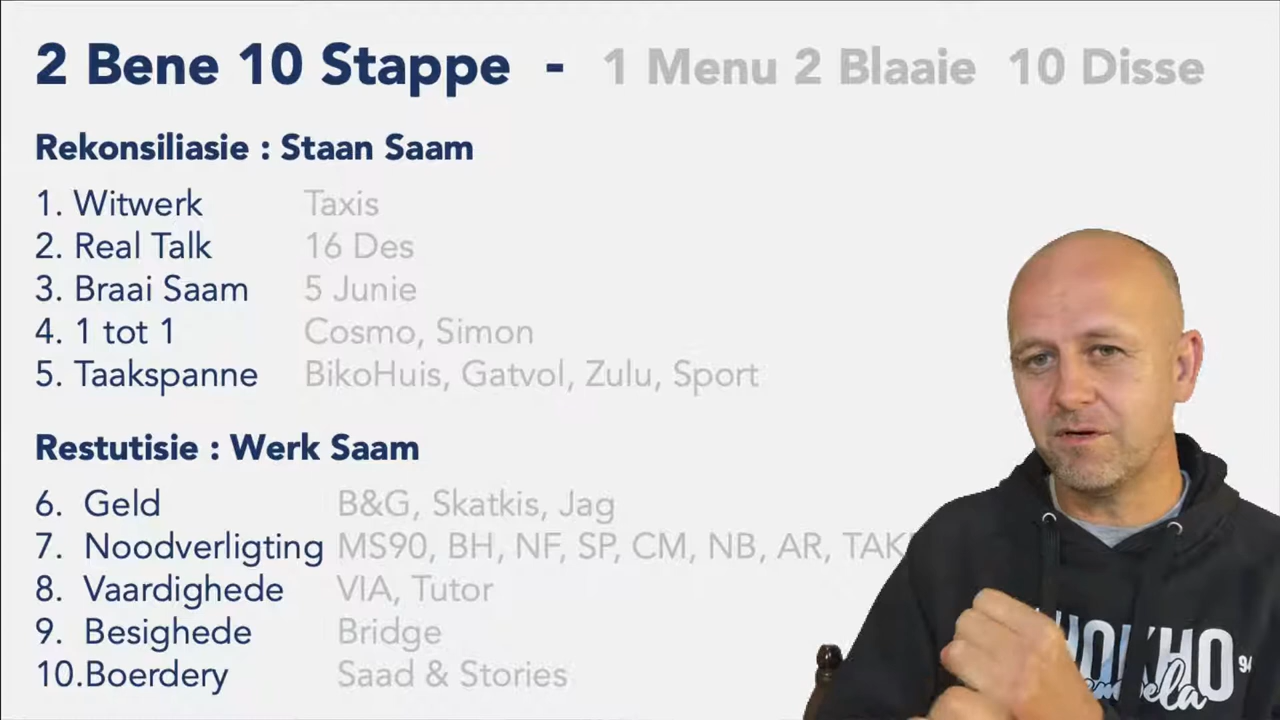 2 Bene 10 Stappe - 1 Menu 2 Blaaie 10 Disse
Rekonsiliasie : Staan Saam
1. Witwerk Taxis
2. Real Talk 16 Des
3. Braai Saam 5 Junie
4. 1 tot 1 Cosmo, Simon
5. Taakspanne BikoHuis, Gatvol, Zulu, Sport
Restutisie : Werk Saam
6. Geld B&G, Skatkis, Jag
7. Noodverligting MS90, BH, NF, SP, CM, NB, AR, TAK
8. Vaardighede VIA, Tutor
9. Besighede Bridge
10.Boerdery Saad & Stories
94